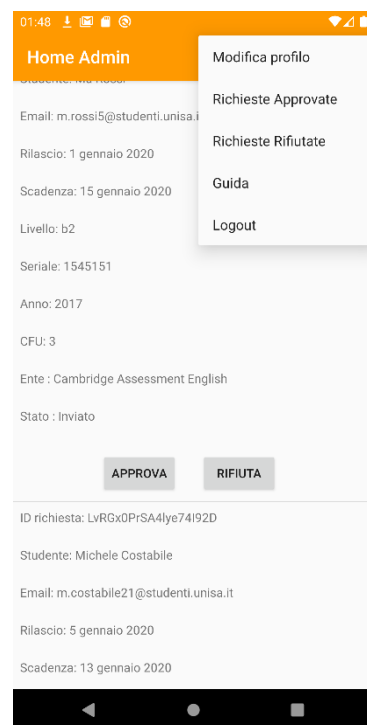 01:48
Home Admin
Modifica profilo
Richieste Approvate
Richieste Rifiutate
Guida
Logout
Email: m.rossi5@studenti.unisa.i
Rilascio: 1 gennaio 2020
Scadenza: 15 gennaio 2020
Livello: b2
Seriale: 1545151
Anno: 2017
CFU: 3
Ente : Cambridge Assessment English
Stato : Inviato
APPROVA RIFIUTA
ID richiesta: LvRGx0PrSA4lye74I92D
Studente: Michele Costabile
Email: m.costabile21@studenti.unisa.it
Rilascio: 5 gennaio 2020
Scadenza: 13 gennaio 2020